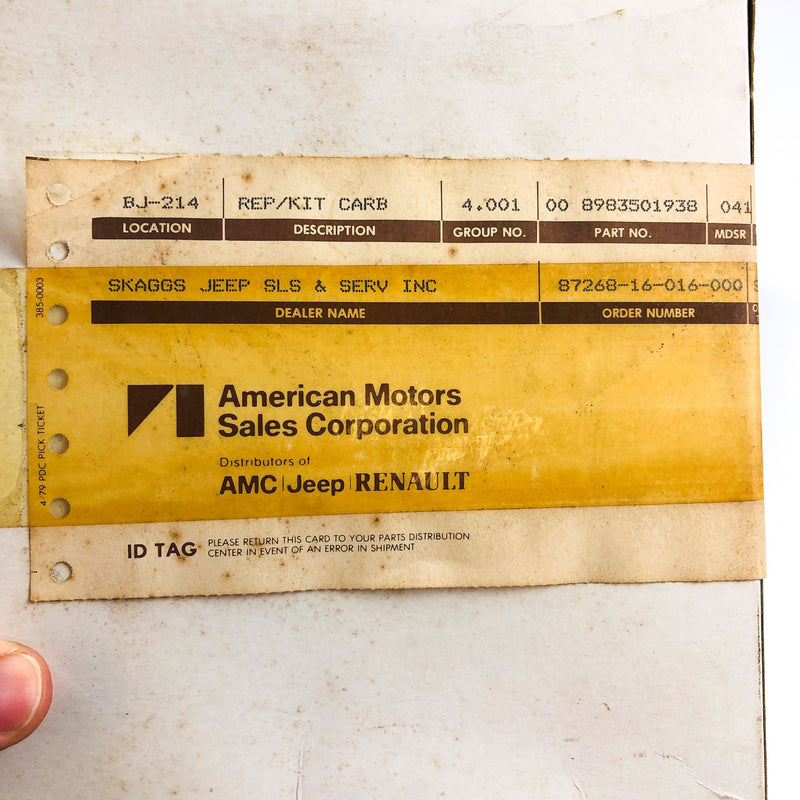 BJ-214 REP/KIT CARB 4.001 00 8983501938 041
LOCATION DESCRIPTION GROUP NO. PART NO. MDSR
SKAGGS JEEP SLS & SERV INC 87268-16-016-000
DEALER NAME ORDER NUMBER
385-0003
4/79 PDC PICK TICKET
American Motors
Sales Corporation
Distributors of
AMC Jeep RENAULT
ID TAG PLEASE RETURN THIS CARD TO YOUR PARTS DISTRIBUTION
CENTER IN EVENT OF AN ERROR IN SHIPMENT